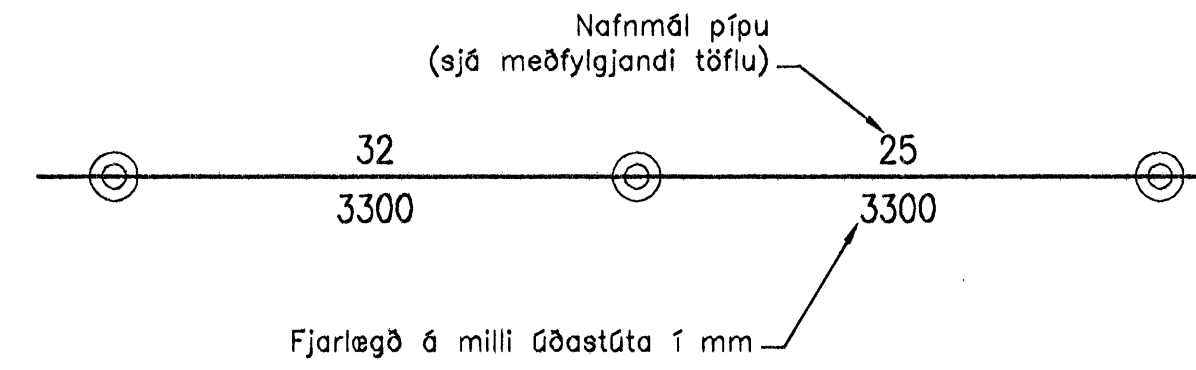 Nafnmál pípu
(sjá meðfylgjandi töflu)
32
25
3300
3300
Fjarlægð á milli úðastúta í mm